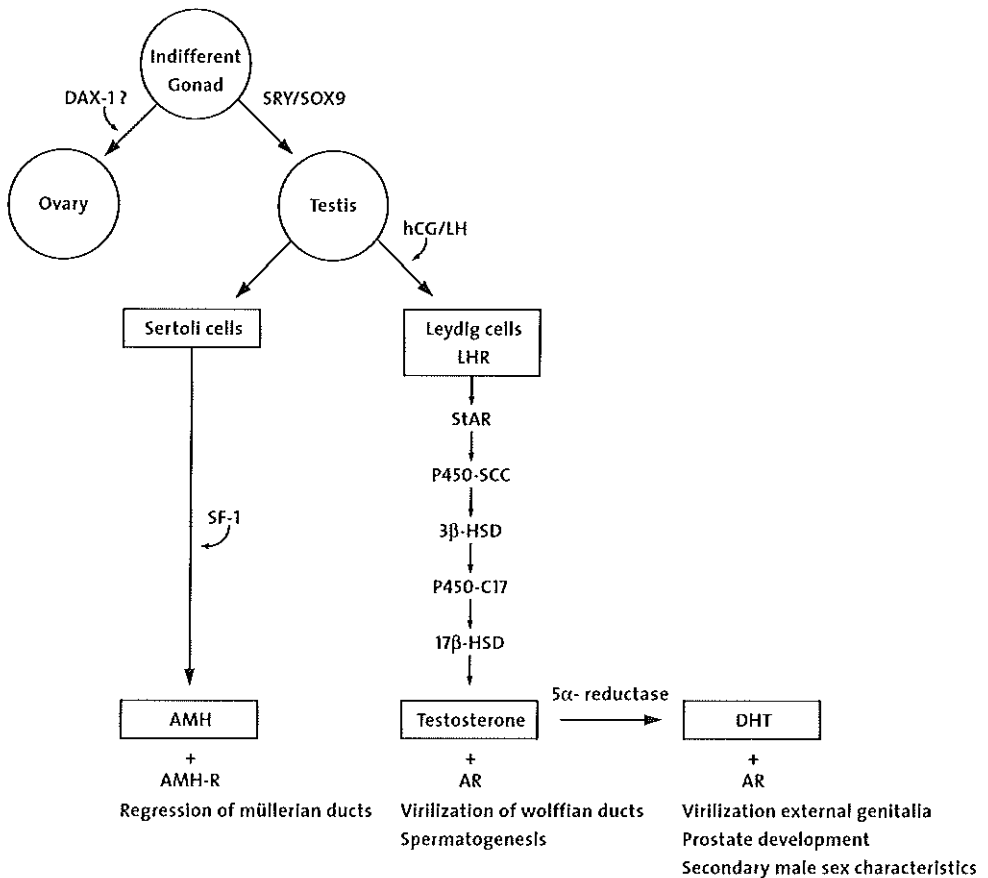 Indifferent
Gonad
DAX-1?
SRY/SOX9
Ovary
Testis
hCG/LH
Sertoli cells
Leydig cells
LHR
StAR
P450-SCC
SF-1
3β-HSD
P450-C17
17β-HSD
5α- reductase
AMH
Testosterone
DHT
+
+
+
AMH-R
AR
AR
Regression of müllerian ducts
Virilization of wolffian ducts
Spermatogenesis
Virilization external genitalia
Prostate development
Secondary male sex characteristics